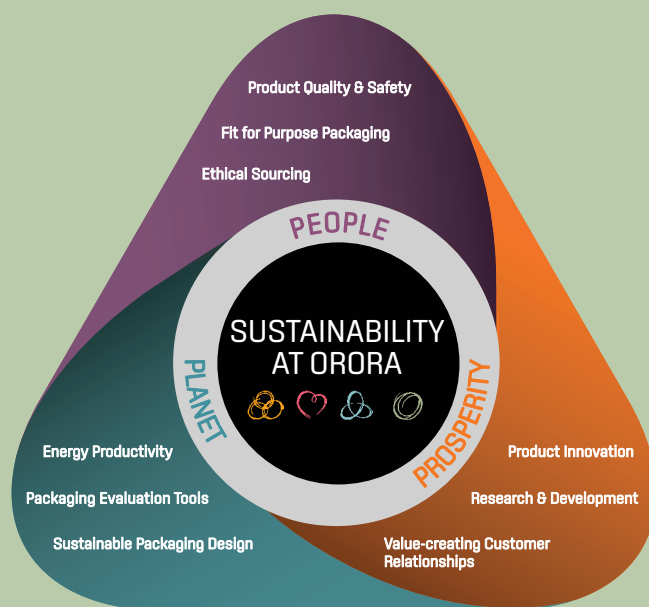 Product Quality & Safety
Fit for Purpose Packaging
Ethical Sourcing
PEOPLE
SUSTAINABILITY
AT ORORA
PLANET
PROSPERITY
Energy Productivity
Packaging Evaluation Tools
Sustainable Packaging Design
Product Innovation
Research & Development
Value-creating Customer
Relationships